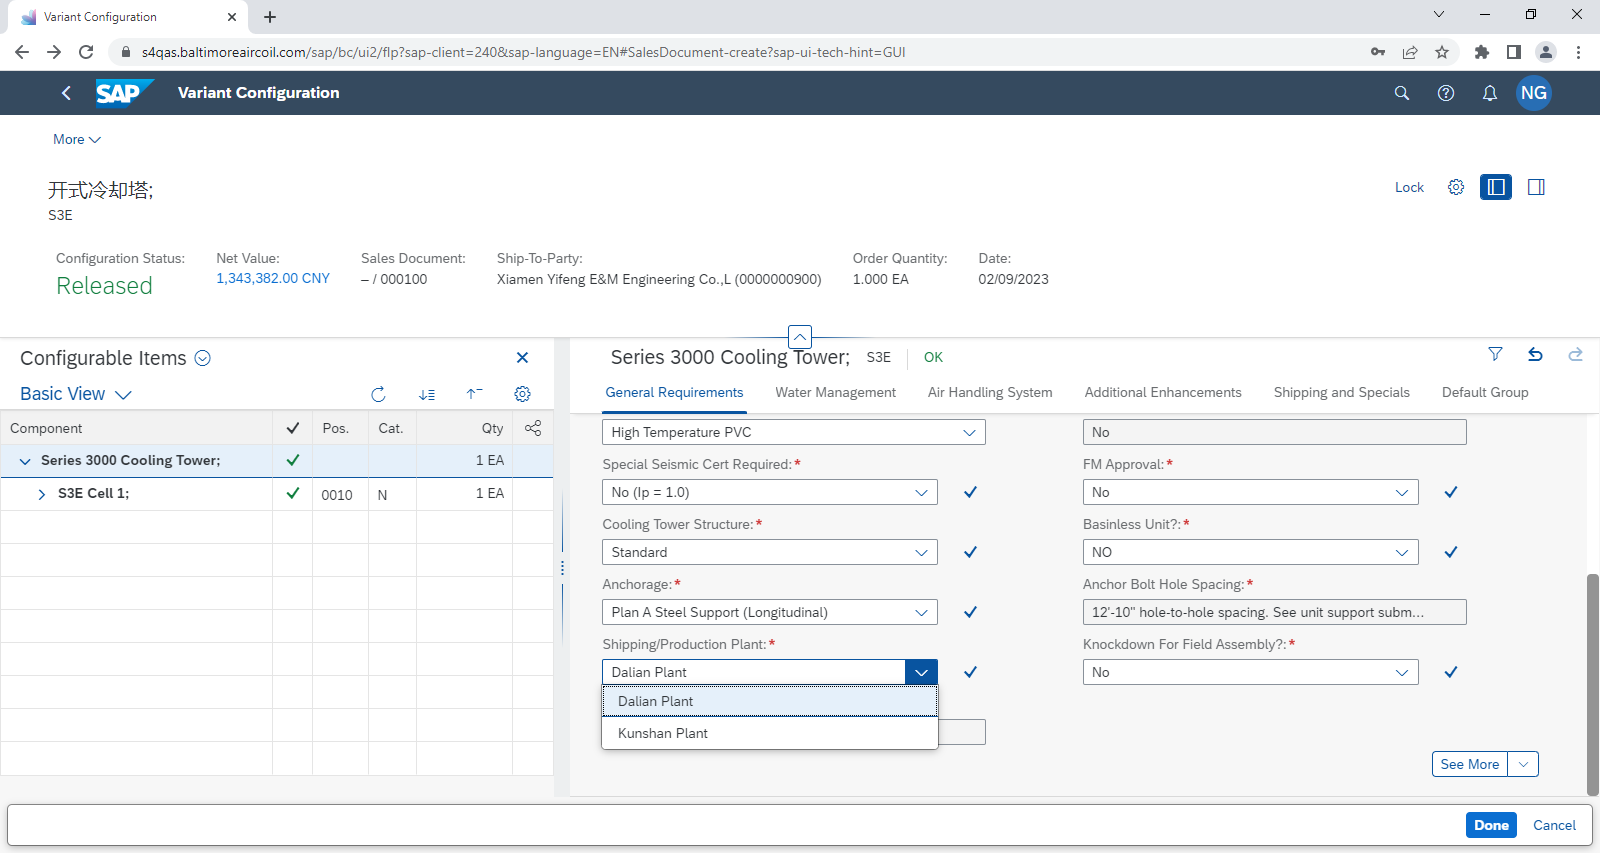 Variant Configuration
s4qas.baltimoreaircoil.com/sap/bc/ui2/flp?sap-client=240&sap-language=EN#SalesDocument-create?sap-ui-tech-hint=GUI
SAP
Variant Configuration
NG
More
开式冷却塔;
S3E
Lock
Configuration Status:
Released
Net Value:
1,343,382.00 CNY
Sales Document:
– / 000100
Ship-To-Party:
Xiamen Yifeng E&M Engineering Co.,L (0000000900)
Order Quantity:
1.000 EA
Date:
02/09/2023
Configurable Items
Basic View
Component Pos. Cat. Qty
Series 3000 Cooling Tower; 1 EA
S3E Cell 1; 0010 N 1 EA
Series 3000 Cooling Tower; S3E OK
General Requirements Water Management Air Handling System Additional Enhancements Shipping and Specials Default Group
High Temperature PVC
No
Special Seismic Cert Required:*
FM Approval:*
No (Ip = 1.0)
No
Cooling Tower Structure:*
Basinless Unit?:*
Standard
NO
Anchorage:*
Anchor Bolt Hole Spacing:*
Plan A Steel Support (Longitudinal)
12'-10" hole-to-hole spacing. See unit support subm...
Shipping/Production Plant:*
Knockdown For Field Assembly?:*
Dalian Plant
No
Dalian Plant
Kunshan Plant
See More
Done
Cancel